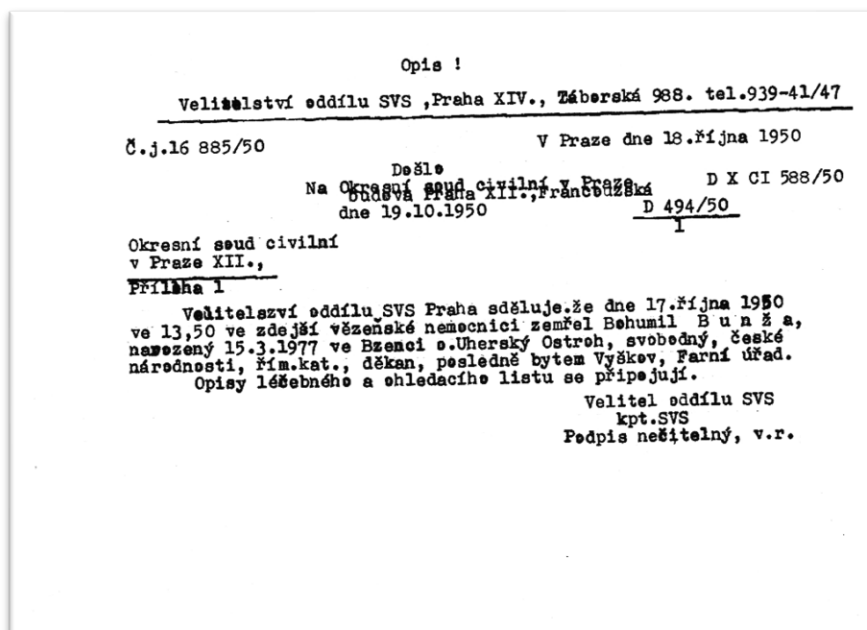 Opis !
Velitelství oddílu SVS ,Praha XIV., Táborská 988. tel.939-41/47
Č.j.16 885/50
V Praze dne 18.října 1950
Došlo
Na Okresní soud civilní v Praze
budova Praha XII.,Francouzská
D X CI 588/50
dne 19.10.1950
D 494/50
1
Okresní soud civilní
v Praze XII.,
Příloha 1
Velitelszví oddílu SVS Praha sděluje.že dne 17.října 1950
ve 13,50 ve zdejší vězeňské nemocnici zemřel Bohumil B u n ž a,
narozený 15.3.1977 ve Bzenci o.Uherský Ostroh, svobodný, české
národnosti, řím.kat., děkan, posledně bytem Vyškov, Farní úřad.
Opisy léčebného a ohledacího listu se připojují.
Velitel oddílu SVS
kpt.SVS
Podpis nečitelný, v.r.